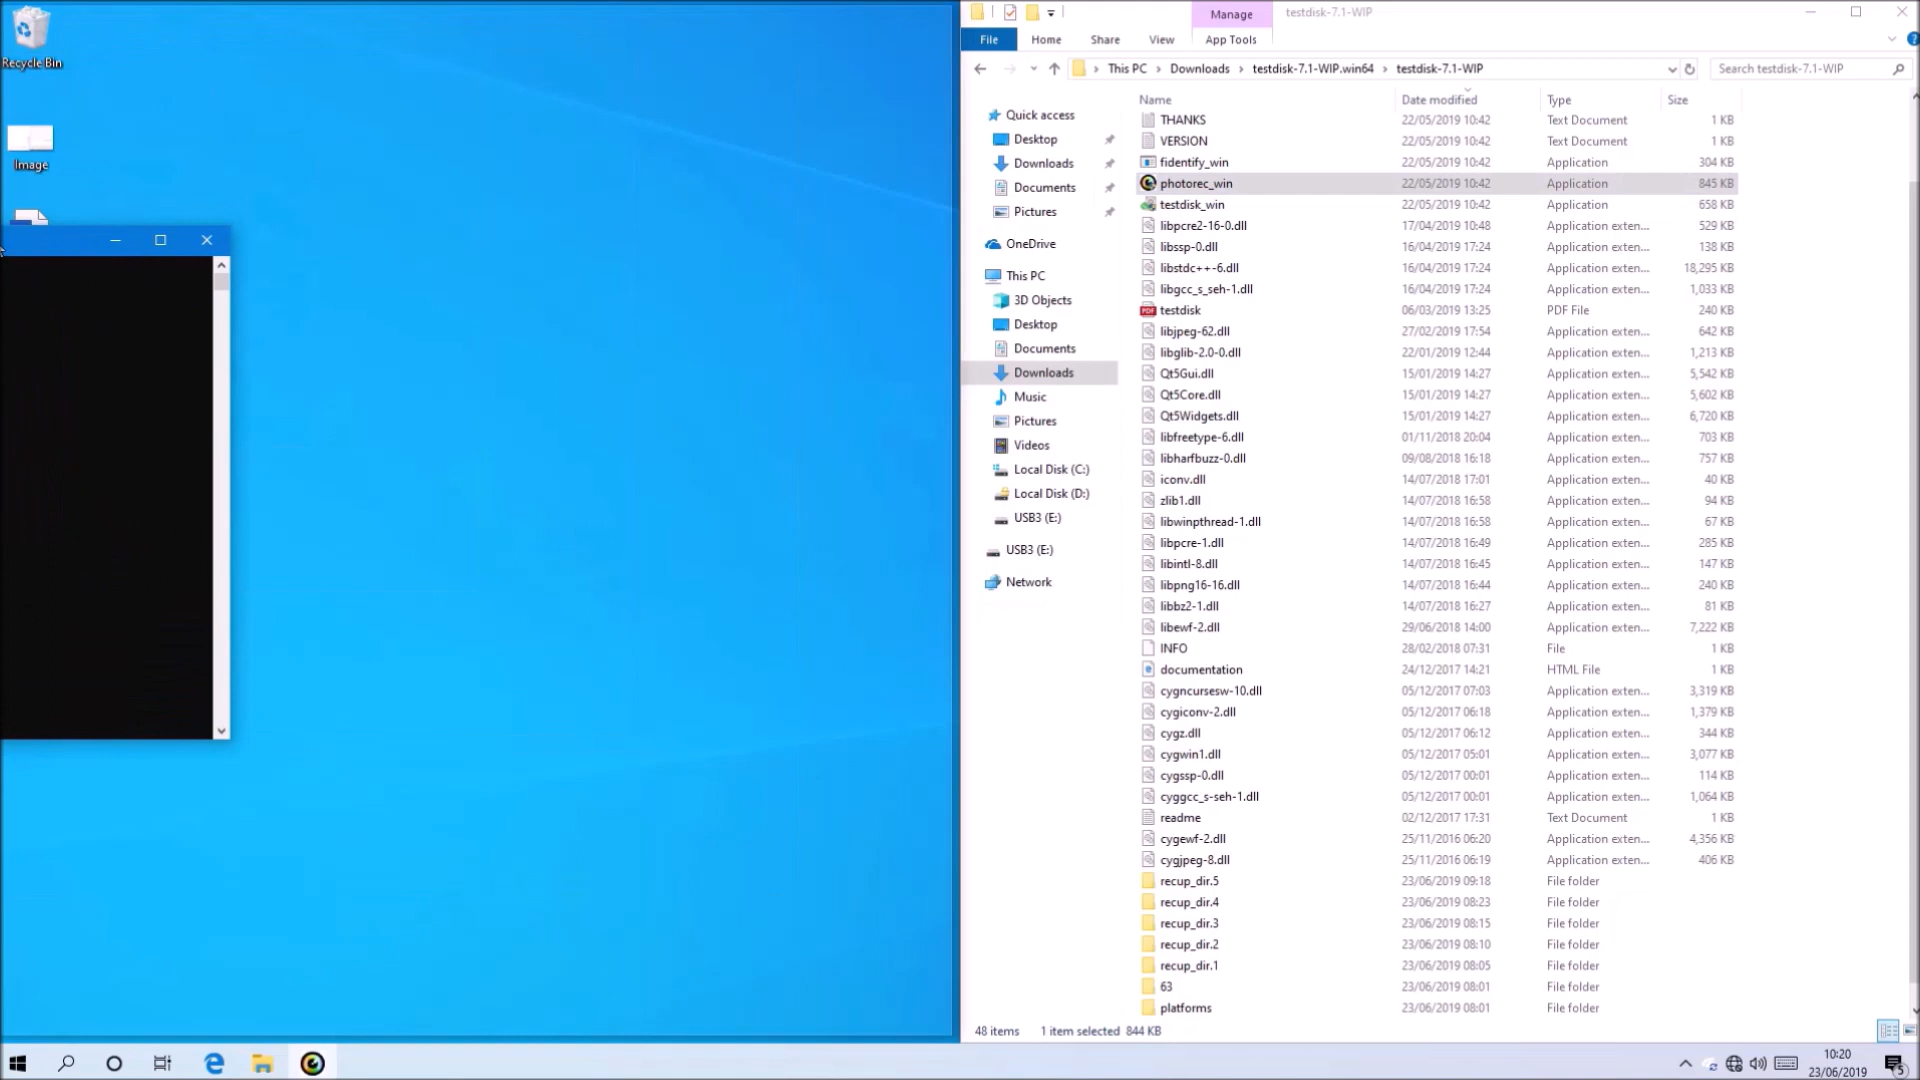 Recycle Bin
Image
Manage
testdisk-7.1-WIP
File
Home
Share
View
App Tools
This PC
Downloads
testdisk-7.1-WIP.win64
testdisk-7.1-WIP
Search testdisk-7.1-WIP
Quick access
Desktop
Downloads
Documents
Pictures
OneDrive
This PC
3D Objects
Desktop
Documents
Downloads
Music
Pictures
Videos
Local Disk (C:)
Local Disk (D:)
USB3 (E:)
USB3 (E:)
Network
Name Date modified Type Size
THANKS 22/05/2019 10:42 Text Document 1 KB
VERSION 22/05/2019 10:42 Text Document 1 KB
fidentify_win 22/05/2019 10:42 Application 304 KB
photorec_win 22/05/2019 10:42 Application 845 KB
testdisk_win 22/05/2019 10:42 Application 658 KB
libpcre2-16-0.dll 17/04/2019 10:48 Application exten... 529 KB
libssp-0.dll 16/04/2019 17:24 Application exten... 138 KB
libstdc++-6.dll 16/04/2019 17:24 Application exten... 18,295 KB
libgcc_s_seh-1.dll 16/04/2019 17:24 Application exten... 1,033 KB
testdisk 06/03/2019 13:25 PDF File 240 KB
libjpeg-62.dll 27/02/2019 17:54 Application exten... 642 KB
libglib-2.0-0.dll 22/01/2019 12:44 Application exten... 1,213 KB
Qt5Gui.dll 15/01/2019 14:27 Application exten... 5,542 KB
Qt5Core.dll 15/01/2019 14:27 Application exten... 5,602 KB
Qt5Widgets.dll 15/01/2019 14:27 Application exten... 6,720 KB
libfreetype-6.dll 01/11/2018 20:04 Application exten... 703 KB
libharfbuzz-0.dll 09/08/2018 16:18 Application exten... 757 KB
iconv.dll 14/07/2018 17:01 Application exten... 40 KB
zlib1.dll 14/07/2018 16:58 Application exten... 94 KB
libwinpthread-1.dll 14/07/2018 16:58 Application exten... 67 KB
libpcre-1.dll 14/07/2018 16:49 Application exten... 285 KB
libintl-8.dll 14/07/2018 16:45 Application exten... 147 KB
libpng16-16.dll 14/07/2018 16:44 Application exten... 240 KB
libbz2-1.dll 14/07/2018 16:27 Application exten... 81 KB
libewf-2.dll 29/06/2018 14:00 Application exten... 7,222 KB
INFO 28/02/2018 07:31 File 1 KB
documentation 24/12/2017 14:21 HTML File 1 KB
cygncursesw-10.dll 05/12/2017 07:03 Application exten... 3,319 KB
cygiconv-2.dll 05/12/2017 06:18 Application exten... 1,379 KB
cygz.dll 05/12/2017 06:12 Application exten... 344 KB
cygwin1.dll 05/12/2017 05:01 Application exten... 3,077 KB
cygssp-0.dll 05/12/2017 00:01 Application exten... 114 KB
cyggcc_s-seh-1.dll 05/12/2017 00:01 Application exten... 1,064 KB
readme 02/12/2017 17:31 Text Document 1 KB
cygewf-2.dll 25/11/2016 06:20 Application exten... 4,356 KB
cygjpeg-8.dll 25/11/2016 06:19 Application exten... 406 KB
recup_dir.5 23/06/2019 09:18 File folder
recup_dir.4 23/06/2019 08:23 File folder
recup_dir.3 23/06/2019 08:15 File folder
recup_dir.2 23/06/2019 08:10 File folder
recup_dir.1 23/06/2019 08:05 File folder
63 23/06/2019 08:01 File folder
platforms 23/06/2019 08:01 File folder
48 items 1 item selected 844 KB
10:20
23/06/2019
5